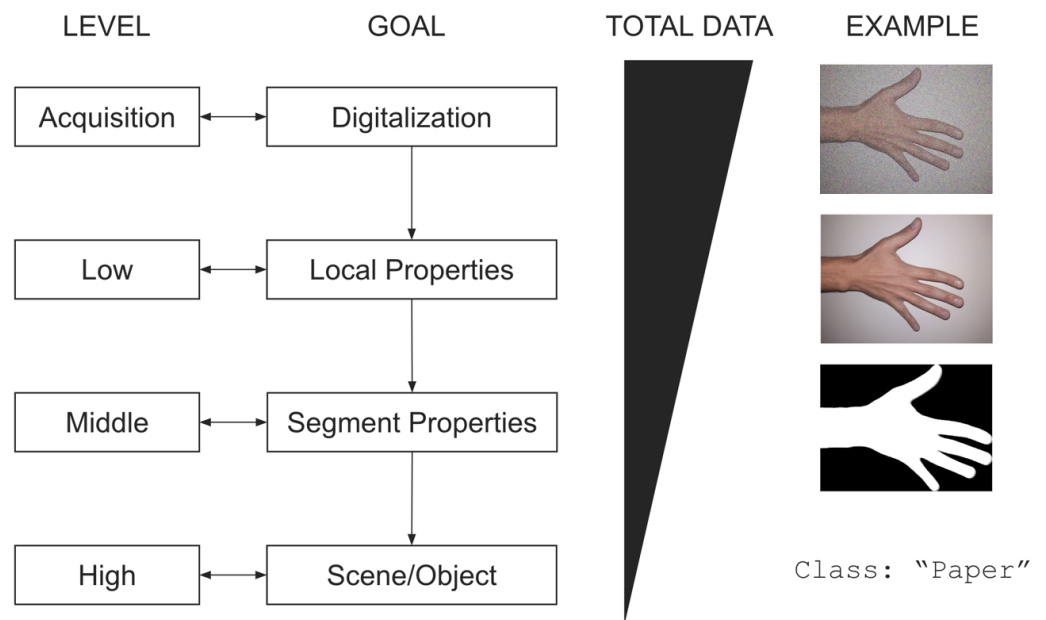 LEVEL GOAL TOTAL DATA EXAMPLE
Acquisition Digitalization
Low Local Properties
Middle Segment Properties
High Scene/Object
Class: “Paper”